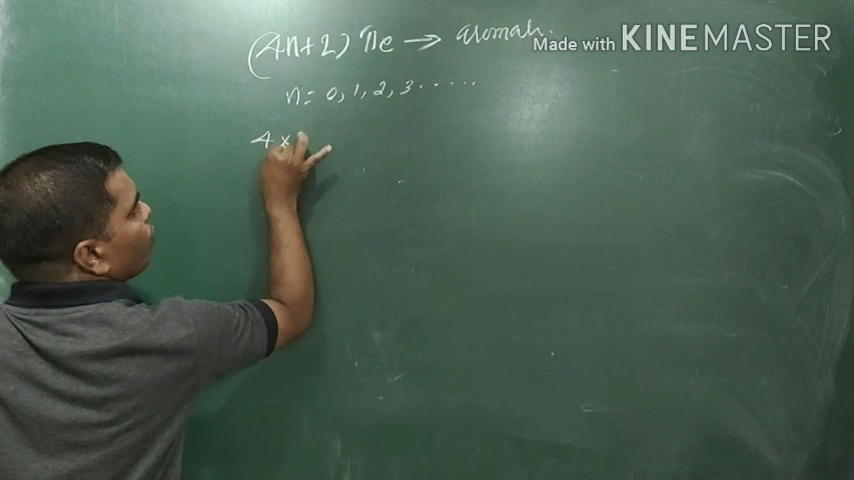 (4n+2) πe → aromatic.
Made with KINEMASTER
n = 0, 1, 2, 3 . . . . .
4 ×